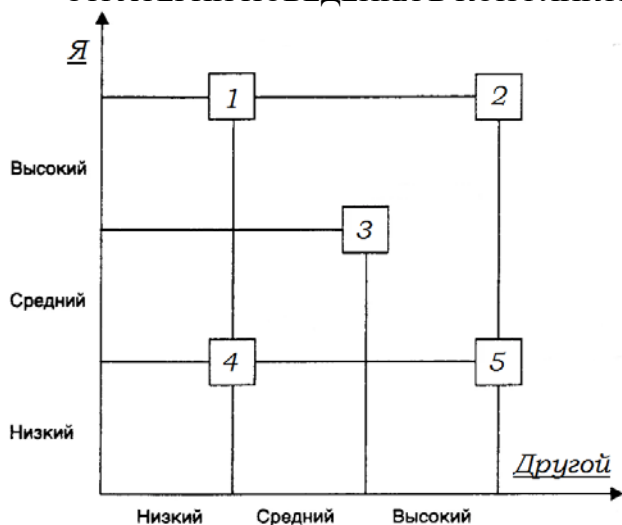 Я
1 2
Высокий
3
Средний
4 5
Низкий
Другой
Низкий Средний Высокий